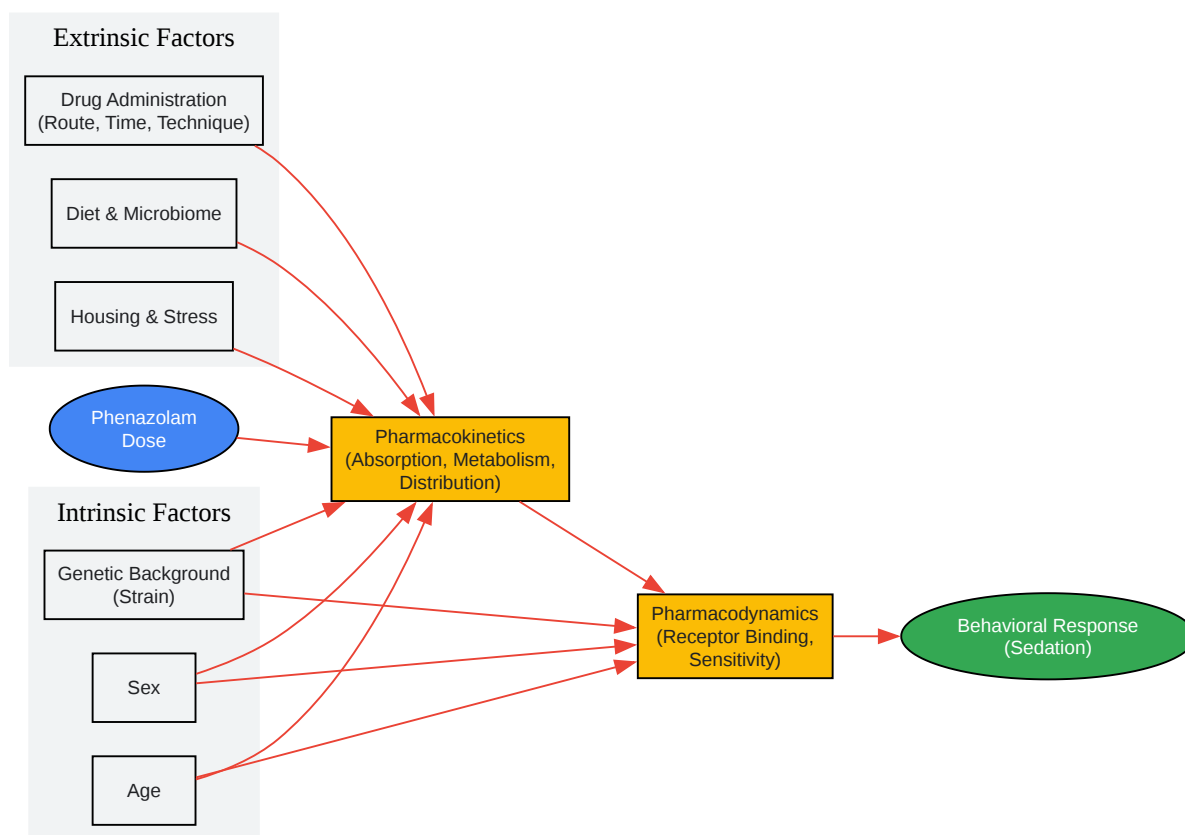 Extrinsic Factors
Drug Administration
(Route, Time, Technique)
Diet & Microbiome
Housing & Stress
Phenazolam
Dose
Pharmacokinetics
(Absorption, Metabolism,
Distribution)
Intrinsic Factors
Genetic Background
(Strain)
Sex
Age
Pharmacodynamics
(Receptor Binding,
Sensitivity)
Behavioral Response
(Sedation)